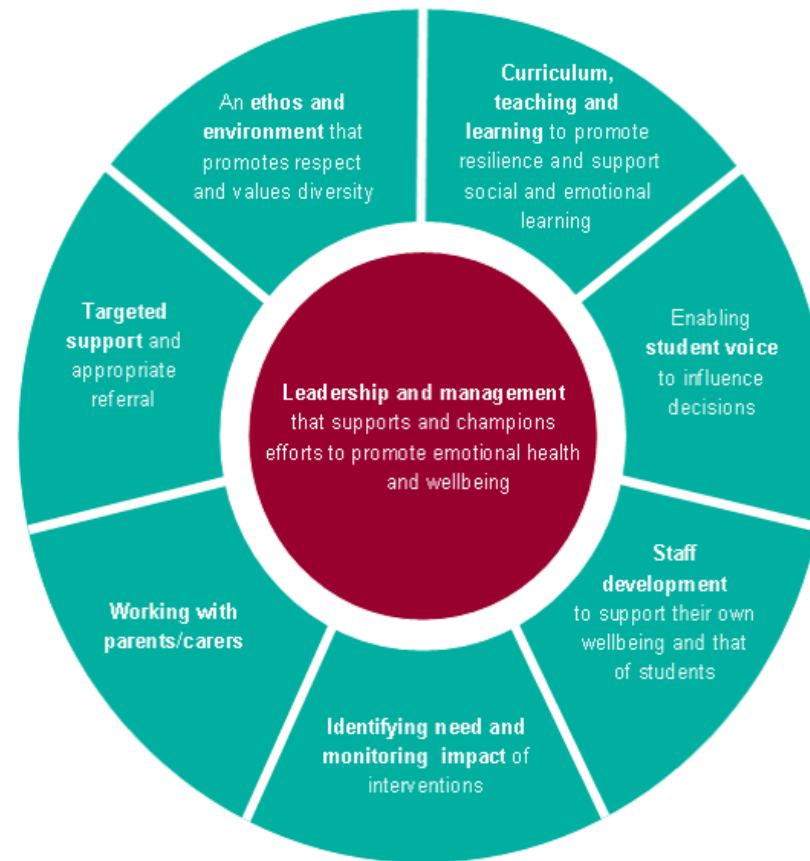 Curriculum,
teaching and
learning to promote
resilience and support
social and emotional
learning
Enabling
student voice
to influence
decisions
Staff
development
to support their own
wellbeing and that
of students
Identifying need and
monitoring impact of
interventions
Working with
parents/carers
Targeted
support and
appropriate
referral
An ethos and
environment that
promotes respect
and values diversity
Leadership and management
that supports and champions
efforts to promote emotional health
and wellbeing